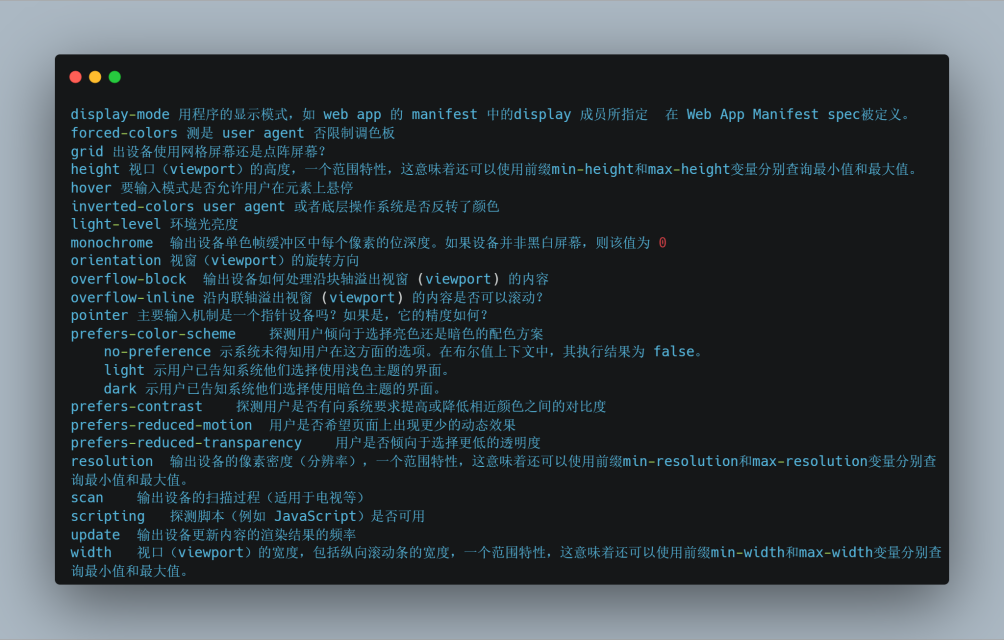 display-mode 用程序的显示模式，如 web app 的 manifest 中的display 成员所指定  在 Web App Manifest spec被定义。
forced-colors 测是 user agent 否限制调色板
grid 出设备使用网格屏幕还是点阵屏幕？
height 视口（viewport）的高度，一个范围特性，这意味着还可以使用前缀min-height和max-height变量分别查询最小值和最大值。
hover 要输入模式是否允许用户在元素上悬停
inverted-colors user agent 或者底层操作系统是否反转了颜色
light-level 环境光亮度
monochrome  输出设备单色帧缓冲区中每个像素的位深度。如果设备并非黑白屏幕，则该值为 0
orientation 视窗（viewport）的旋转方向
overflow-block  输出设备如何处理沿块轴溢出视窗 (viewport) 的内容
overflow-inline 沿内联轴溢出视窗 (viewport) 的内容是否可以滚动？
pointer 主要输入机制是一个指针设备吗？如果是，它的精度如何？
prefers-color-scheme    探测用户倾向于选择亮色还是暗色的配色方案
    no-preference 示系统未得知用户在这方面的选项。在布尔值上下文中，其执行结果为 false。
    light 示用户已告知系统他们选择使用浅色主题的界面。
    dark 示用户已告知系统他们选择使用暗色主题的界面。
prefers-contrast    探测用户是否有向系统要求提高或降低相近颜色之间的对比度
prefers-reduced-motion  用户是否希望页面上出现更少的动态效果
prefers-reduced-transparency    用户是否倾向于选择更低的透明度
resolution  输出设备的像素密度（分辨率），一个范围特性，这意味着还可以使用前缀min-resolution和max-resolution变量分别查
询最小值和最大值。
scan    输出设备的扫描过程（适用于电视等）
scripting   探测脚本（例如 JavaScript）是否可用
update  输出设备更新内容的渲染结果的频率
width   视口（viewport）的宽度，包括纵向滚动条的宽度，一个范围特性，这意味着还可以使用前缀min-width和max-width变量分别查
询最小值和最大值。